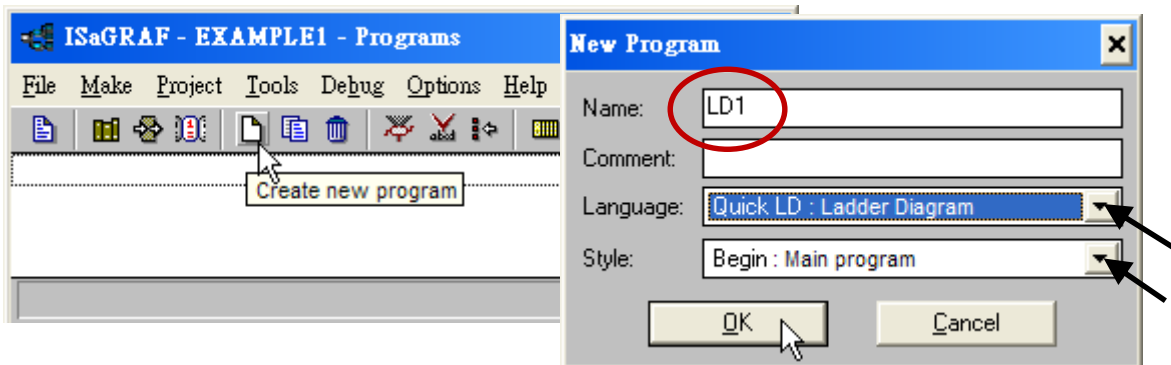 ISaGRAF - EXAMPLE1 - Programs
File Make Project Tools Debug Options Help
Create new program
New Program
Name: LD1
Comment:
Language: Quick LD : Ladder Diagram
Style: Begin : Main program
OK Cancel